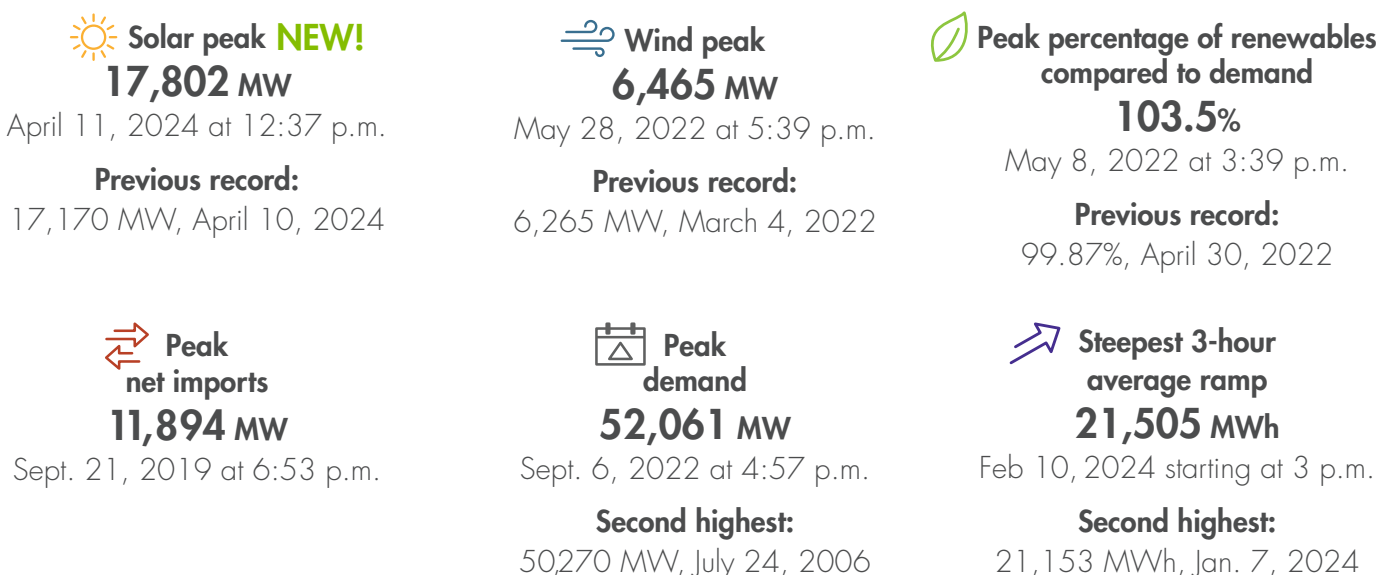 Solar peak NEW!
17,802 MW
April 11, 2024 at 12:37 p.m.
Previous record:
17,170 MW, April 10, 2024
Wind peak
6,465 MW
May 28, 2022 at 5:39 p.m.
Previous record:
6,265 MW, March 4, 2022
Peak percentage of renewables
compared to demand
103.5%
May 8, 2022 at 3:39 p.m.
Previous record:
99.87%, April 30, 2022
Peak
net imports
11,894 MW
Sept. 21, 2019 at 6:53 p.m.
Peak
demand
52,061 MW
Sept. 6, 2022 at 4:57 p.m.
Second highest:
50,270 MW, July 24, 2006
Steepest 3-hour
average ramp
21,505 MWh
Feb 10, 2024 starting at 3 p.m.
Second highest:
21,153 MWh, Jan. 7, 2024